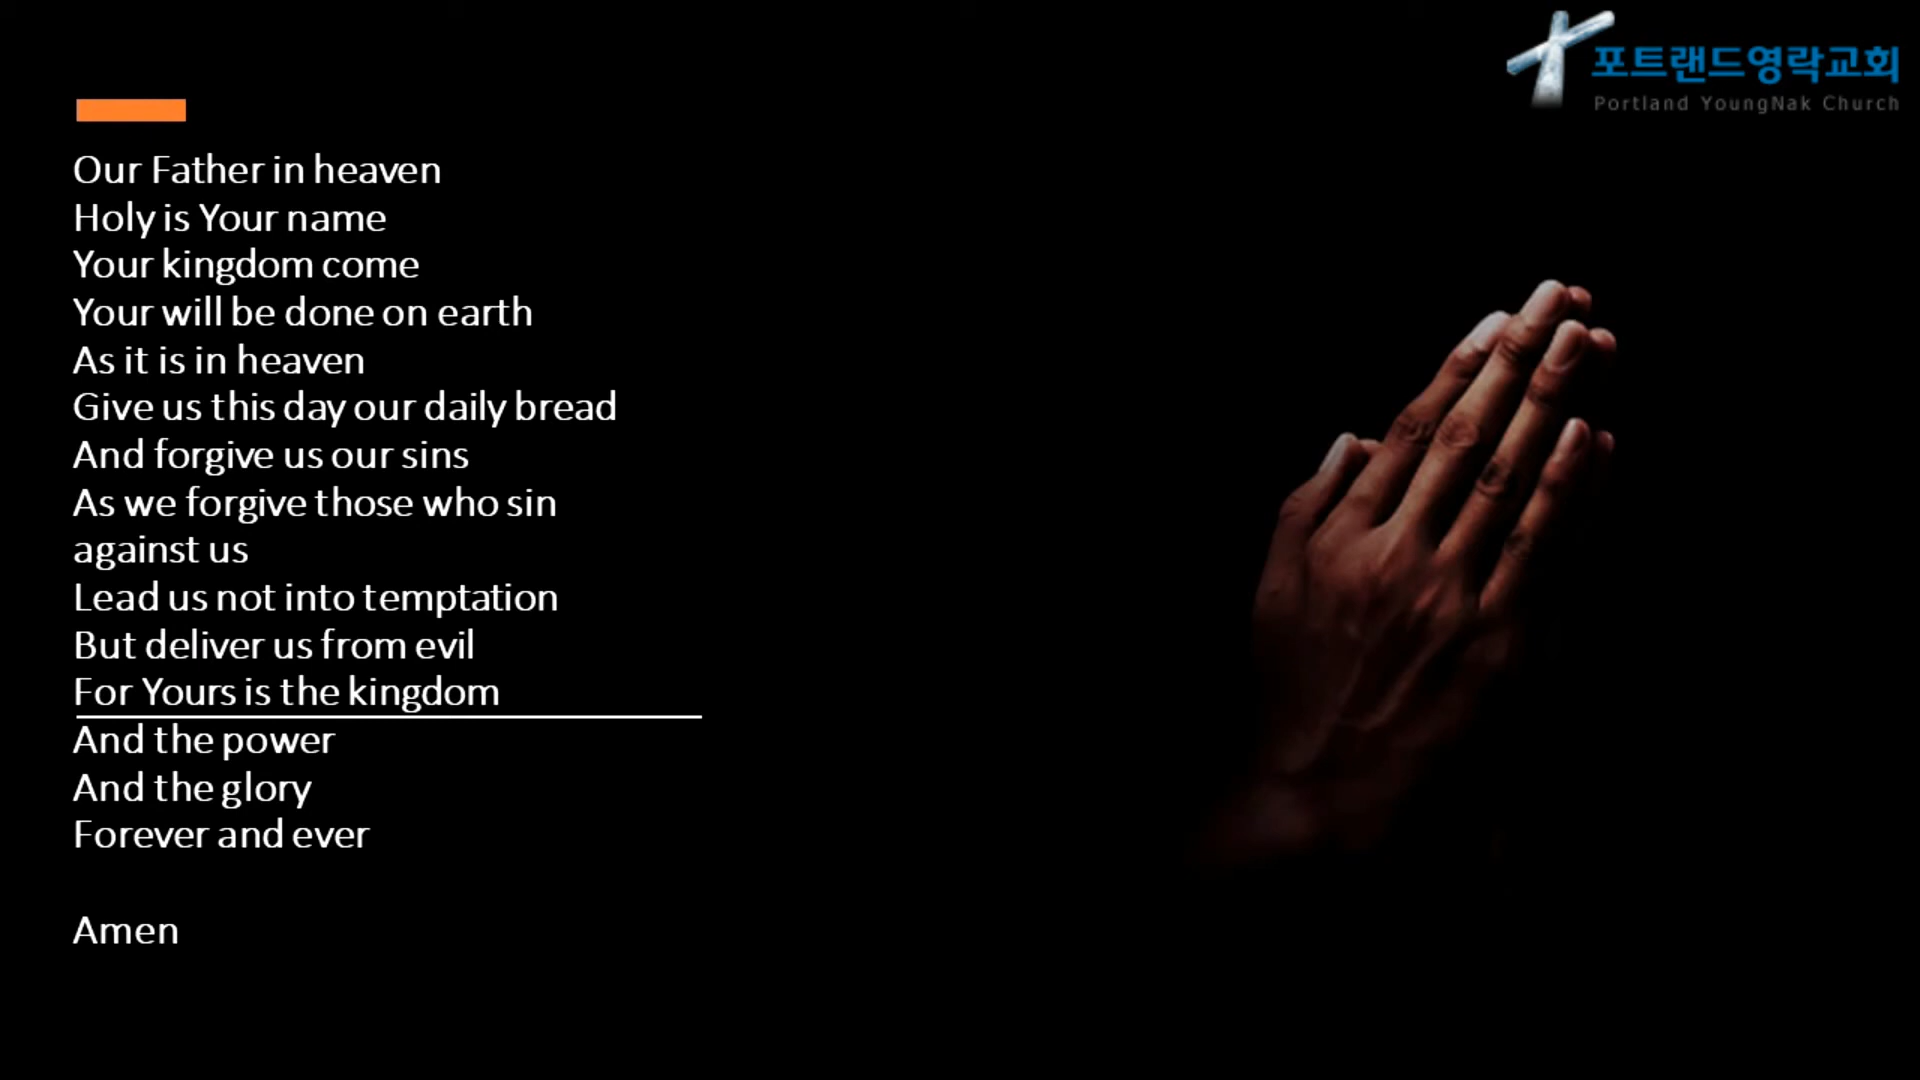 포트랜드영락교회
Portland YoungNak Church
Our Father in heaven
Holy is Your name
Your kingdom come
Your will be done on earth
As it is in heaven
Give us this day our daily bread
And forgive us our sins
As we forgive those who sin
against us
Lead us not into temptation
But deliver us from evil
For Yours is the kingdom
And the power
And the glory
Forever and ever
Amen